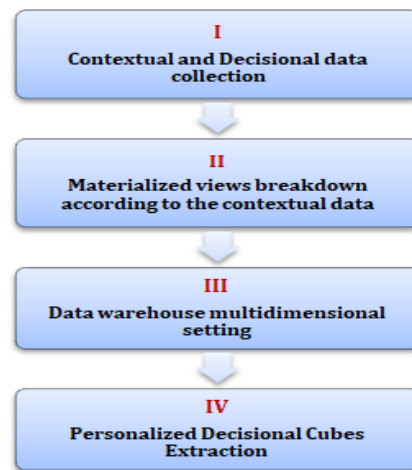 I
Contextual and Decisional data
collection
II
Materialized views breakdown
according to the contextual data
III
Data warehouse multidimensional
setting
IV
Personalized Decisional Cubes
Extraction